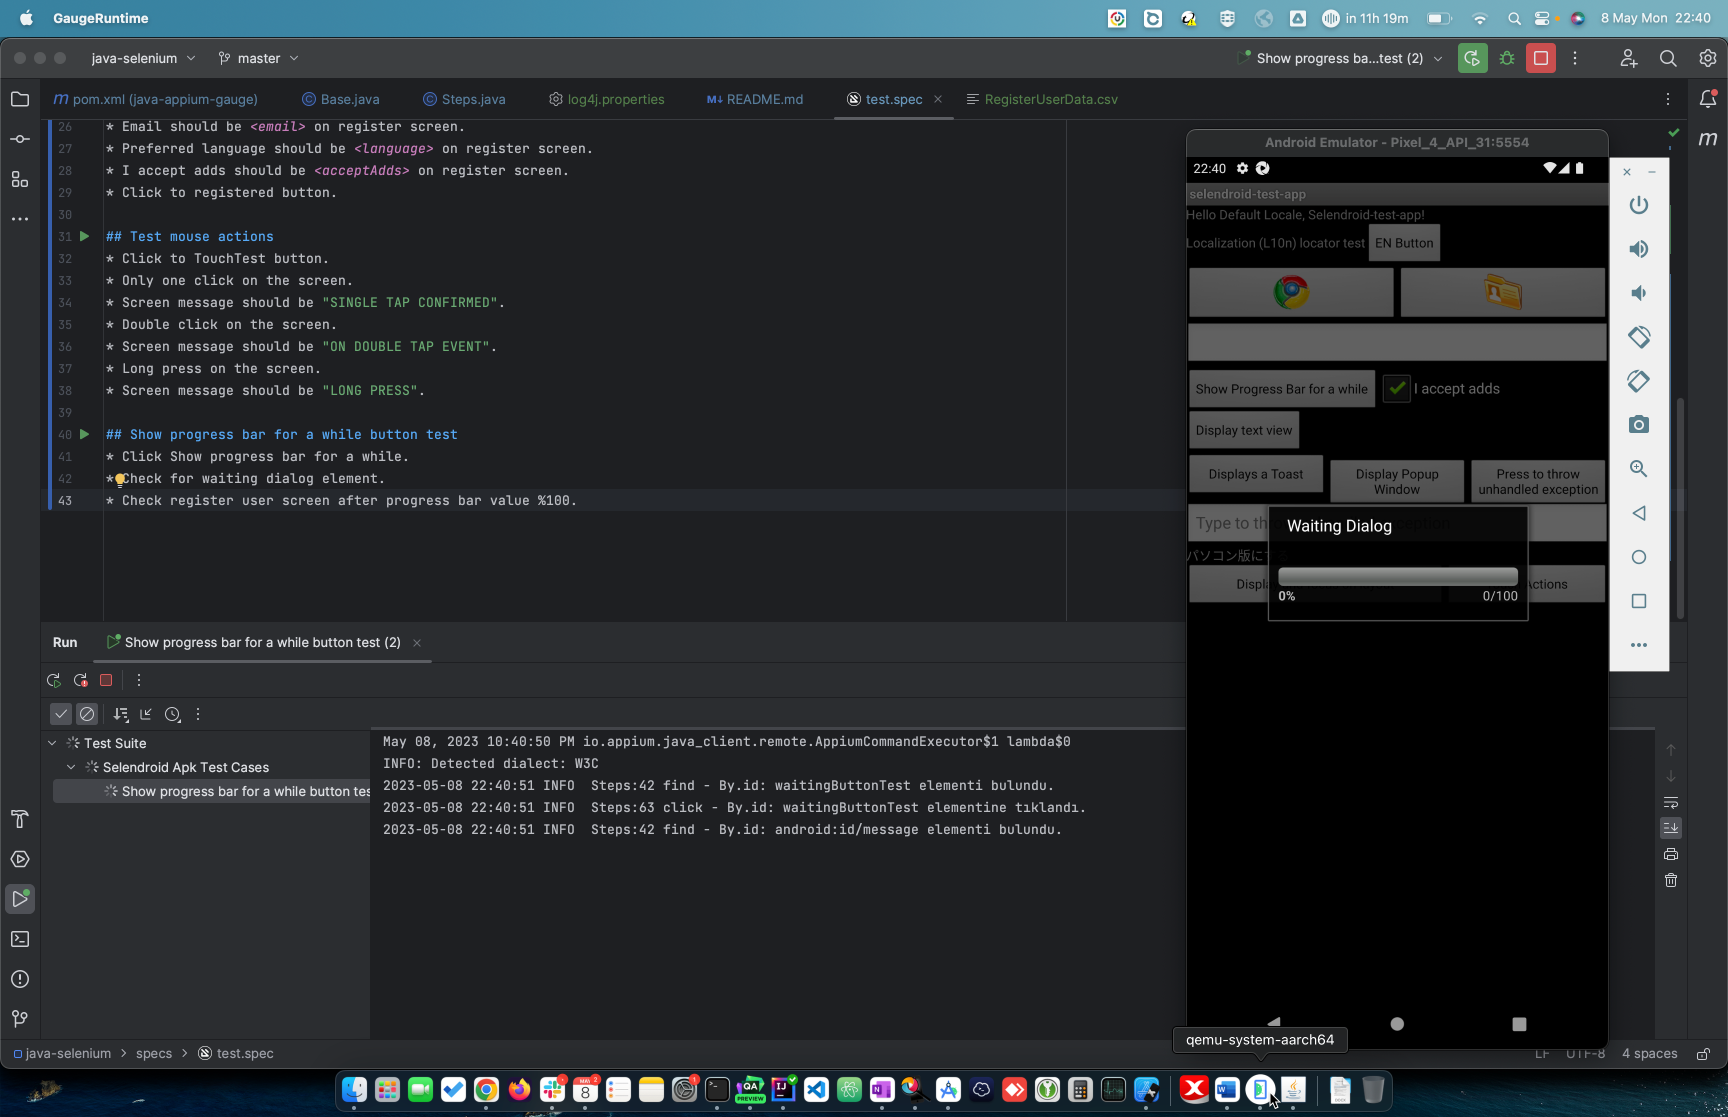 GaugeRuntime
in 11h 19m
8 May Mon 22:40
java-selenium
master
Show progress ba...test (2)
pom.xml (java-appium-gauge)
Base.java
Steps.java
log4j.properties
README.md
test.spec
RegisterUserData.csv
26 * Email should be <email> on register screen.
27 * Preferred language should be <language> on register screen.
28 * I accept adds should be <acceptAdds> on register screen.
29 * Click to registered button.
30
31 ## Test mouse actions
32 * Click to TouchTest button.
33 * Only one click on the screen.
34 * Screen message should be "SINGLE TAP CONFIRMED".
35 * Double click on the screen.
36 * Screen message should be "ON DOUBLE TAP EVENT".
37 * Long press on the screen.
38 * Screen message should be "LONG PRESS".
39
40 ## Show progress bar for a while button test
41 * Click Show progress bar for a while.
42 * Check for waiting dialog element.
43 * Check register user screen after progress bar value %100.
Android Emulator - Pixel_4_API_31:5554
22:40
selendroid-test-app
Hello Default Locale, Selendroid-test-app!
Localization (L10n) locator test
EN Button
Show Progress Bar for a while
I accept adds
Display text view
Displays a Toast
Display Popup Window
Press to throw unhandled exception
Type to th
パソコン版にす
Waiting Dialog
0%
0/100
Displ
Actions
Run
Show progress bar for a while button test (2)
Test Suite
Selendroid Apk Test Cases
Show progress bar for a while button tes
May 08, 2023 10:40:50 PM io.appium.java_client.remote.AppiumCommandExecutor$1 lambda$0
INFO: Detected dialect: W3C
2023-05-08 22:40:51 INFO  Steps:42 find - By.id: waitingButtonTest elementi bulundu.
2023-05-08 22:40:51 INFO  Steps:63 click - By.id: waitingButtonTest elementine tıklandı.
2023-05-08 22:40:51 INFO  Steps:42 find - By.id: android:id/message elementi bulundu.
java-selenium > specs > test.spec
LF
UTF-8
4 spaces
qemu-system-aarch64